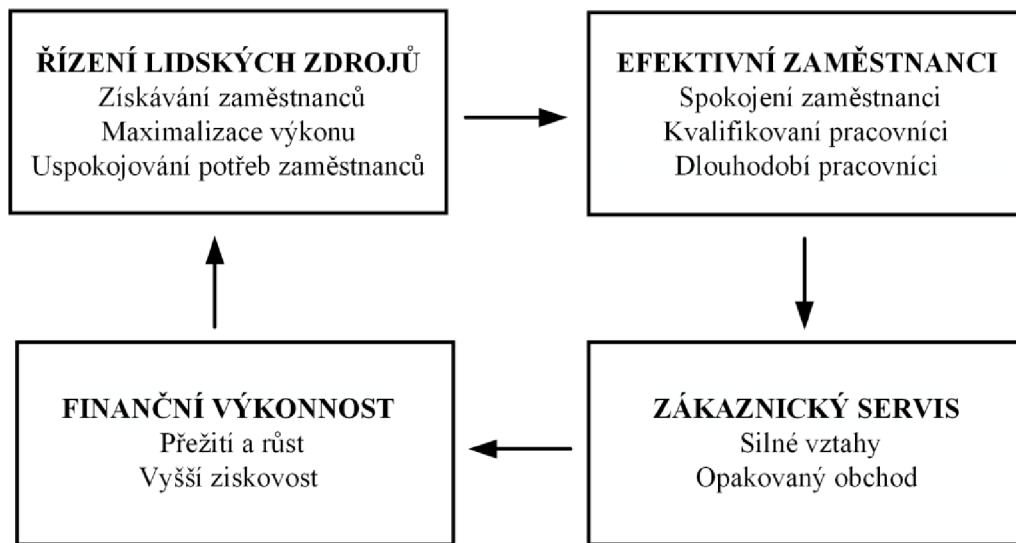 ŘÍZENÍ LIDSKÝCH ZDROJŮ
Získávání zaměstnanců
Maximalizace výkonu
Uspokojování potřeb zaměstnanců
EFEKTIVNÍ ZAMĚSTNANCI
Spokojení zaměstnanci
Kvalifikovaní pracovníci
Dlouhodobí pracovníci
FINANČNÍ VÝKONNOST
Přežití a růst
Vyšší ziskovost
ZÁKAZNICKÝ SERVIS
Silné vztahy
Opakovaný obchod